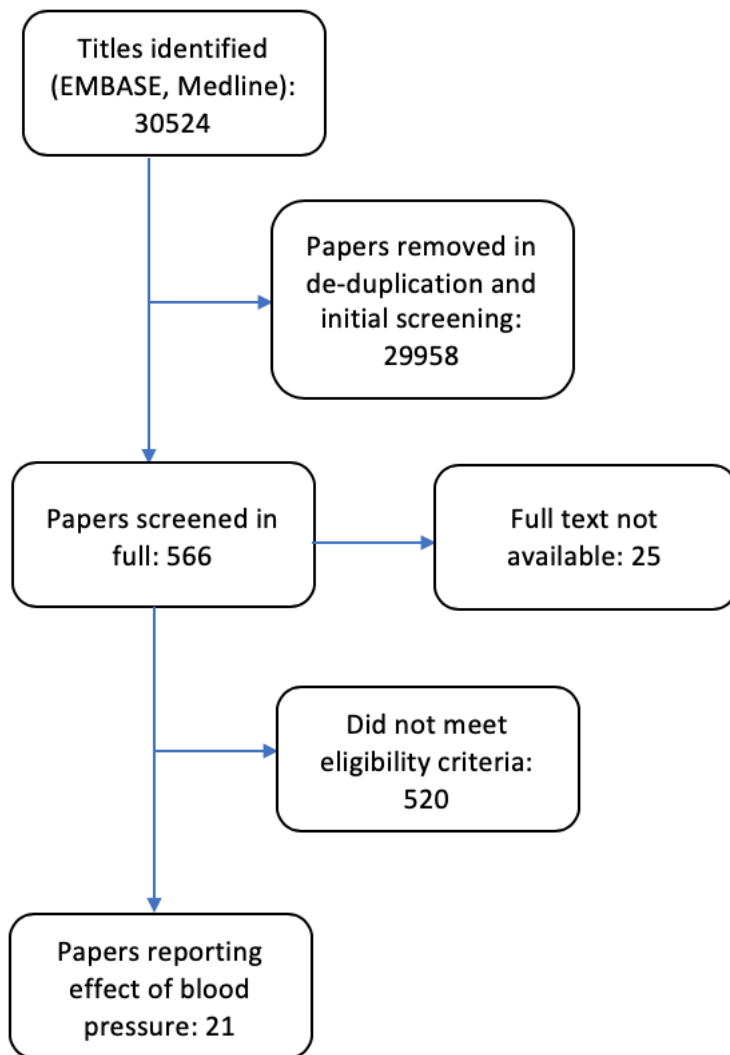 Titles identified
(EMBASE, Medline):
30524
Papers removed in
de-duplication and
initial screening:
29958
Papers screened in
full: 566
Full text not
available: 25
Did not meet
eligibility criteria:
520
Papers reporting
effect of blood
pressure: 21